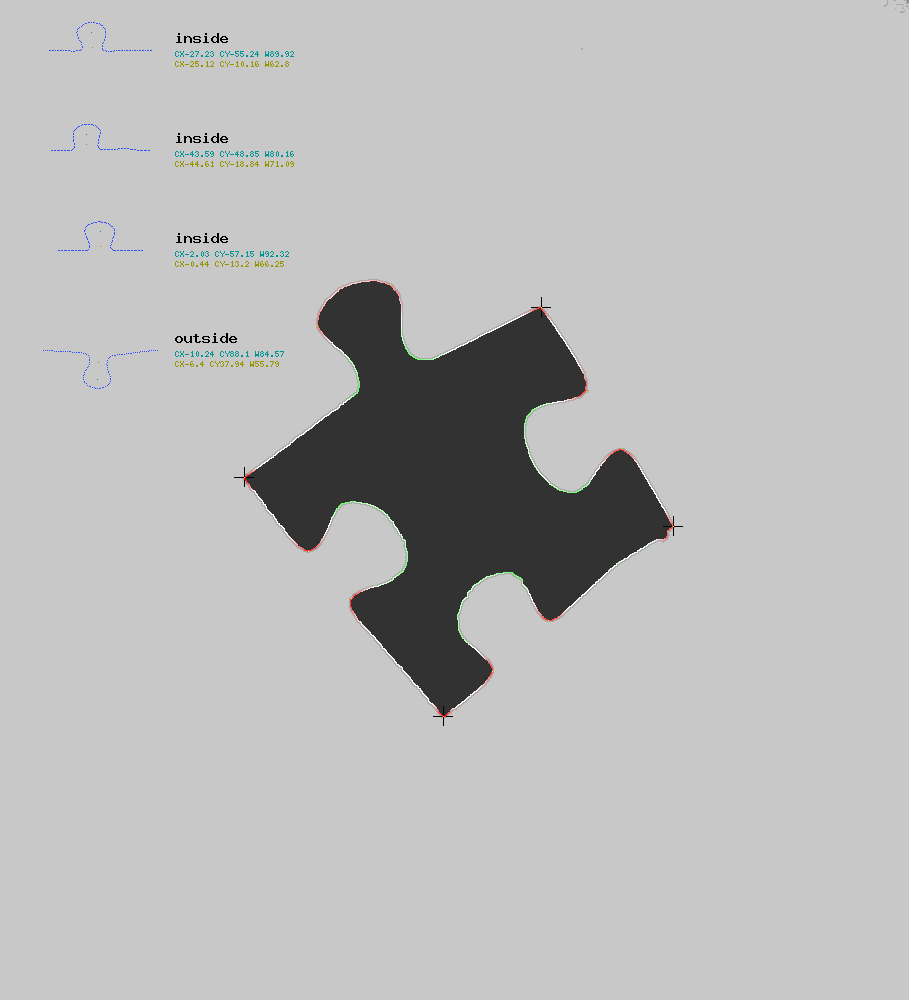 inside
CX-27.23 CY-55.24 W89.92
CX-25.12 CY-10.16 W62.8
inside
CX-43.59 CY-48.85 W80.16
CX-44.61 CY-18.84 W71.09
inside
CX-2.03 CY-57.15 W92.32
CX-0.44 CY-13.2 W66.25
outside
CX-10.24 CY88.1 W84.57
CX-6.4 CY37.94 W55.79